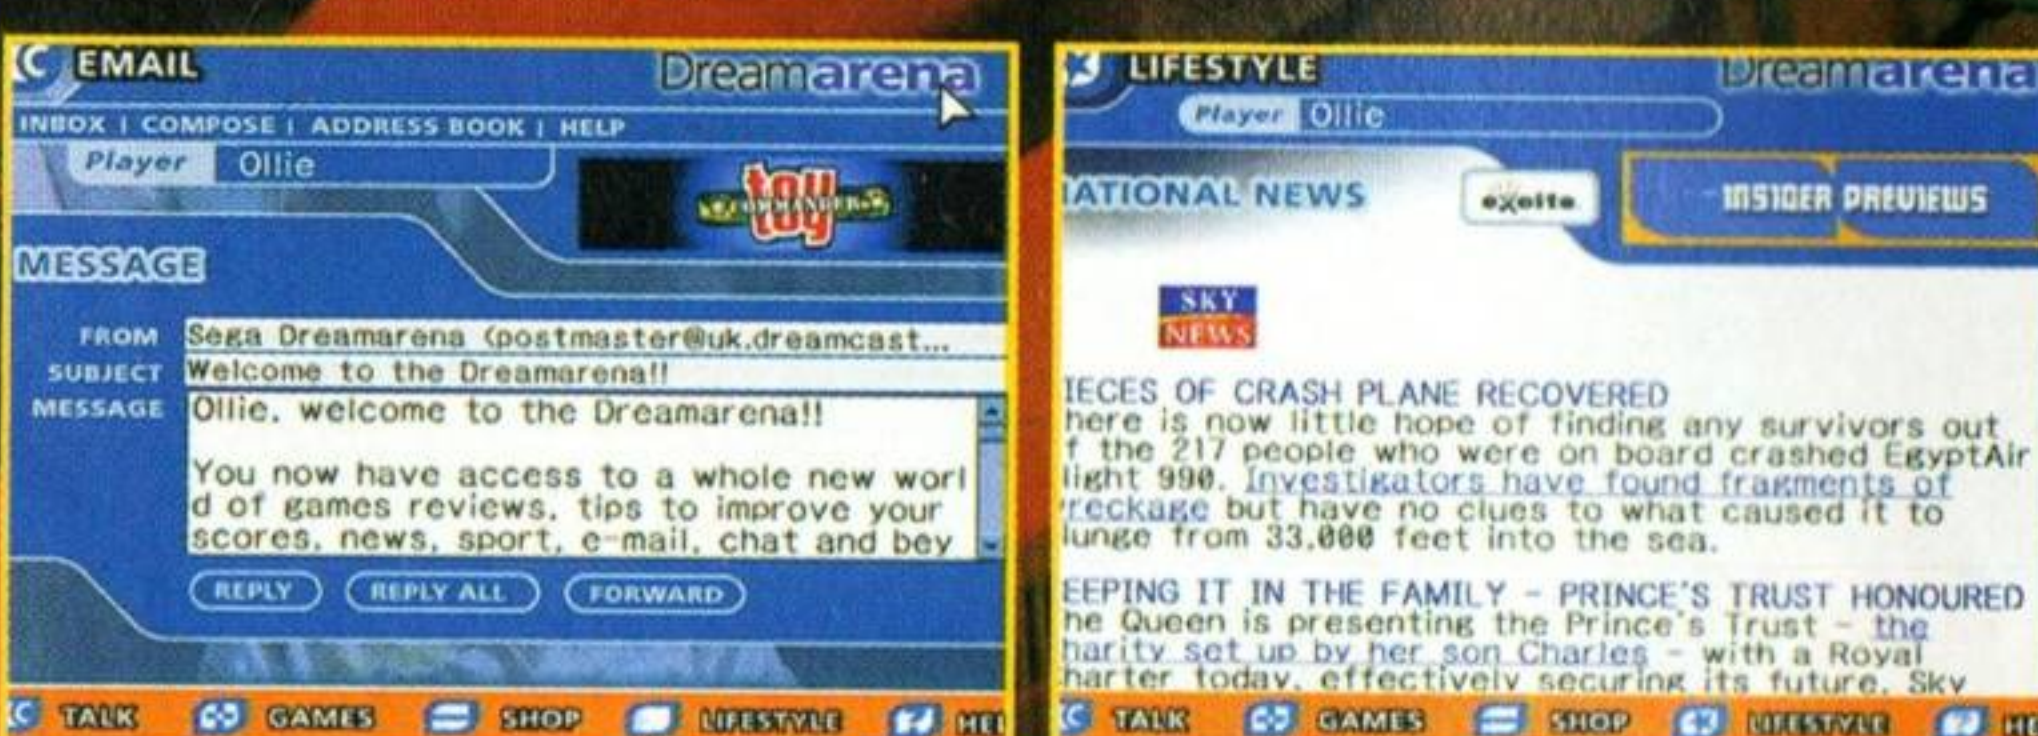 EMAIL
Dreamarena
INBOX | COMPOSE | ADDRESS BOOK | HELP
Player Ollie
toy
COMMANDER
MESSAGE
FROM Sega Dreamarena (postmaster@uk.dreamcast...
SUBJECT Welcome to the Dreamarena!!
MESSAGE Ollie, welcome to the Dreamarena!!
You now have access to a whole new worl
d of games reviews, tips to improve your
scores, news, sport, e-mail, chat and bey
REPLY REPLY ALL FORWARD
TALK GAMES SHOP LIFESTYLE HEL
LIFESTYLE
Dreamarena
Player Ollie
ATIONAL NEWS
excite
INSIDER PREVIEWS
SKY
NEWS
IECES OF CRASH PLANE RECOVERED
here is now little hope of finding any survivors out
f the 217 people who were on board crashed EgyptAir
light 990. Investigators have found fragments of
reckage but have no clues to what caused it to
lunge from 33,000 feet into the sea.
EEPING IT IN THE FAMILY - PRINCE'S TRUST HONOURED
he Queen is presenting the Prince's Trust - the
harity set up by her son Charles - with a Royal
harter today, effectively securing its future. Sky
TALK GAMES SHOP LIFESTYLE HE